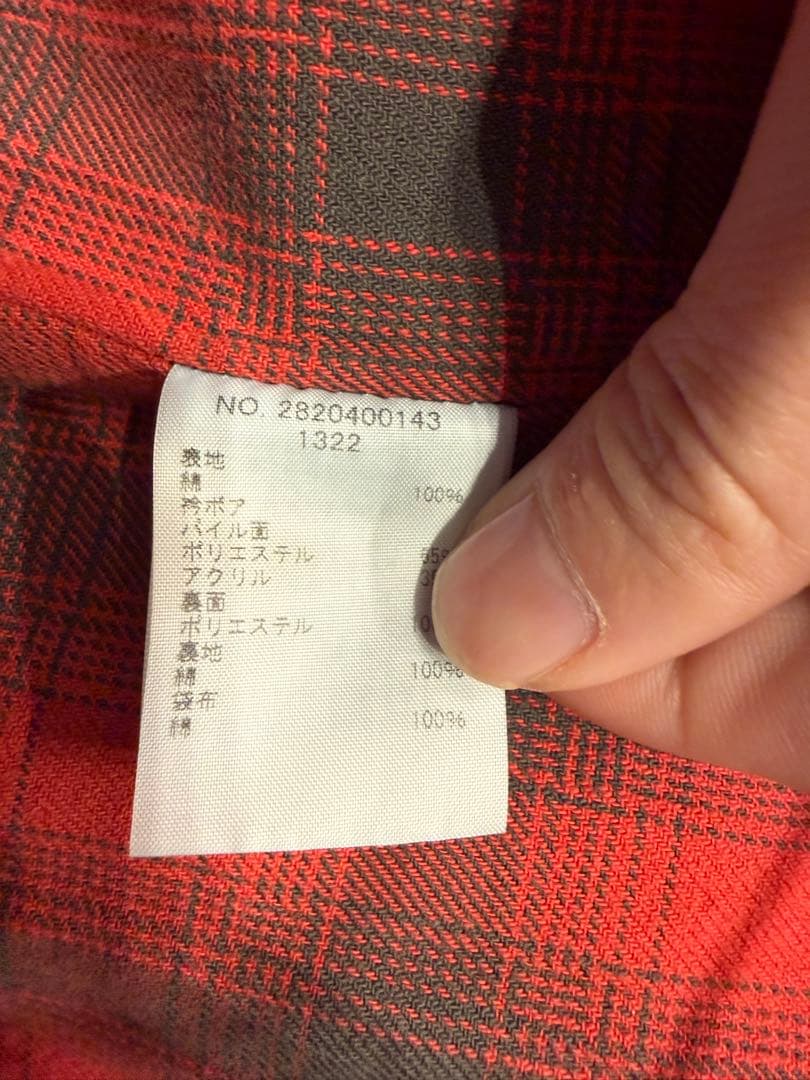 NO. 2820400143
1322
表地
綿 100%
衿ボア
パイル面
ポリエステル
アクリル
裏面
ポリエステル
裏地
綿 100%
袋布
綿 100%